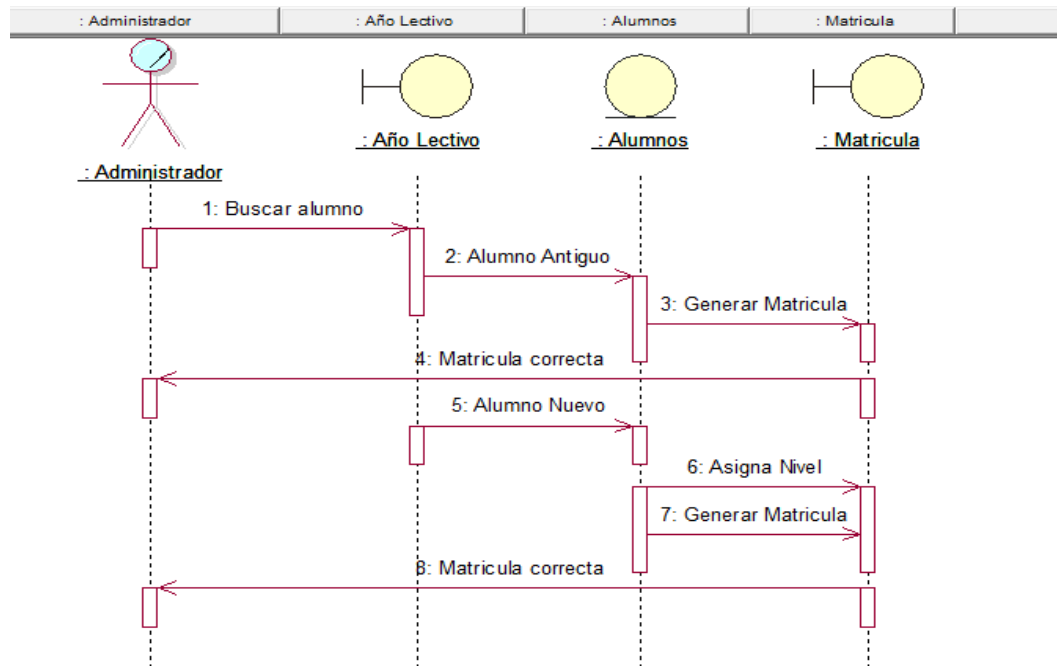 : Administrador
: Año Lectivo
: Alumnos
: Matricula
: Año Lectivo
: Alumnos
: Matricula
: Administrador
1: Buscar alumno
2: Alumno Antiguo
3: Generar Matricula
4: Matricula correcta
5: Alumno Nuevo
6: Asigna Nivel
7: Generar Matricula
8: Matricula correcta